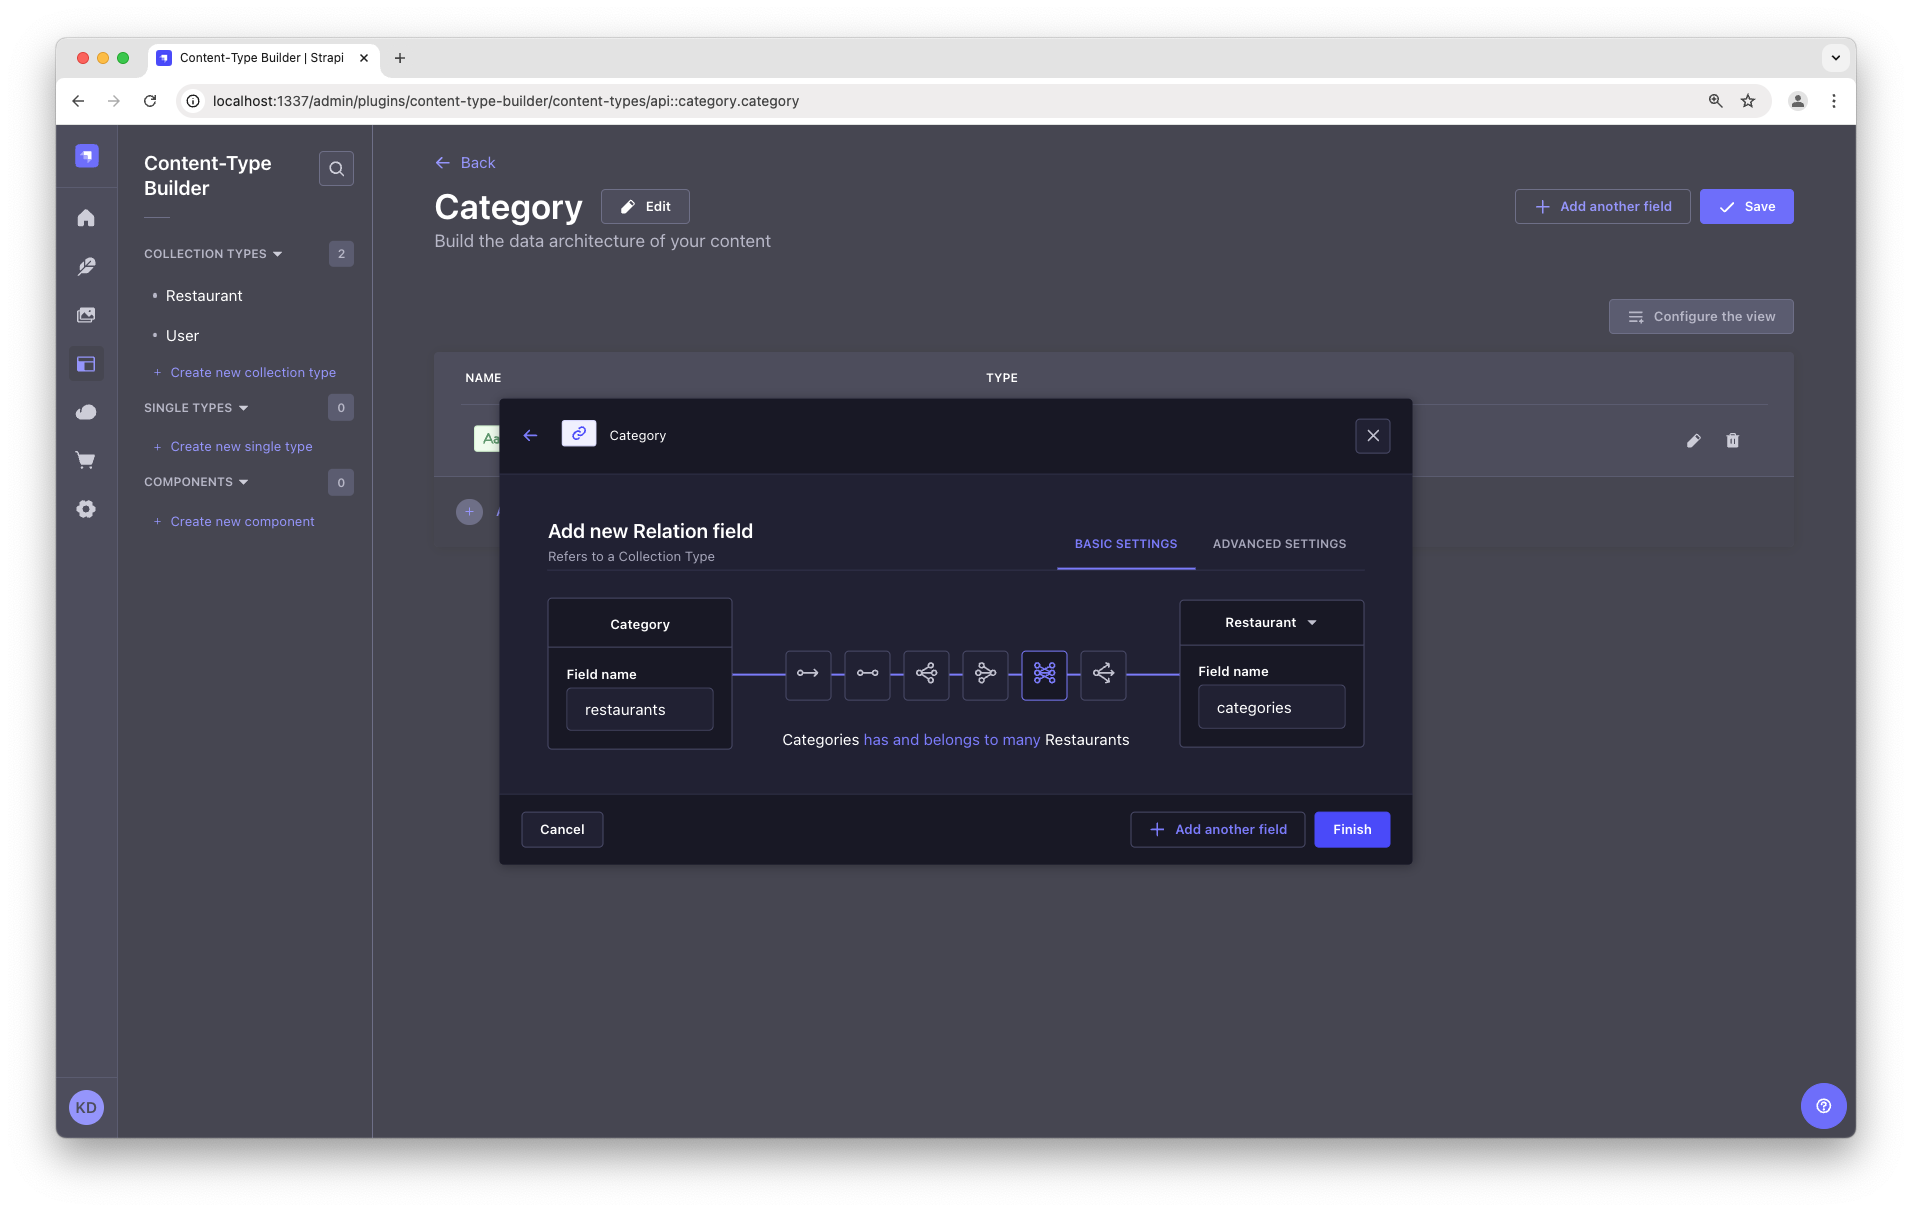 Content-Type Builder | Strapi
localhost:1337/admin/plugins/content-type-builder/content-types/api::category.category
Content-Type
Builder
COLLECTION TYPES
2
Restaurant
User
+ Create new collection type
SINGLE TYPES
0
+ Create new single type
COMPONENTS
0
+ Create new component
KD
Back
Category
Edit
Build the data architecture of your content
Add another field
Save
Configure the view
NAME
TYPE
Aa
Category
Add new Relation field
Refers to a Collection Type
BASIC SETTINGS
ADVANCED SETTINGS
Category
Field name
restaurants
Categories has and belongs to many Restaurants
Restaurant
Field name
categories
Cancel
Add another field
Finish